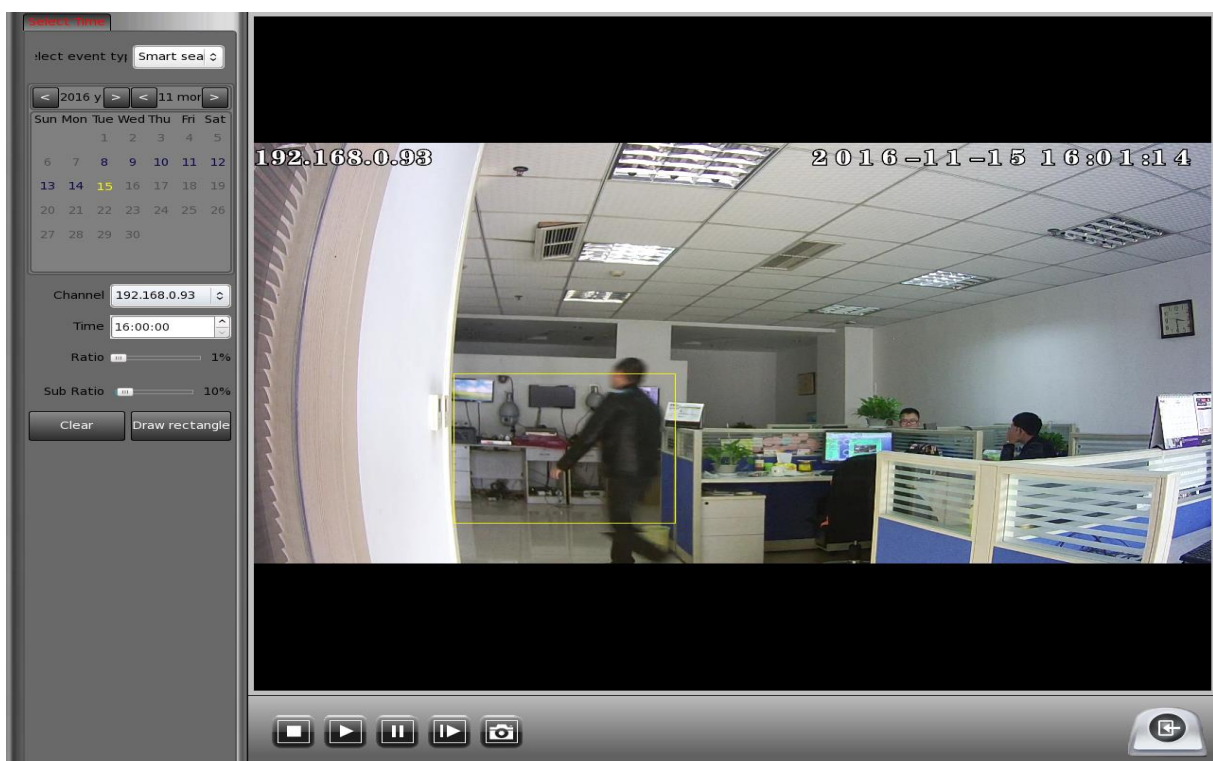 Select Time
elect event typ Smart sea
< 2016 y > < 11 mor >
Sun Mon Tue Wed Thu Fri Sat
1 2 3 4 5
6 7 8 9 10 11 12
13 14 15 16 17 18 19
20 21 22 23 24 25 26
27 28 29 30
Channel 192.168.0.93
Time 16:00:00
Ratio 1%
Sub Ratio 10%
Clear Draw rectangle
192.168.0.93 2016-11-15 16:01:14